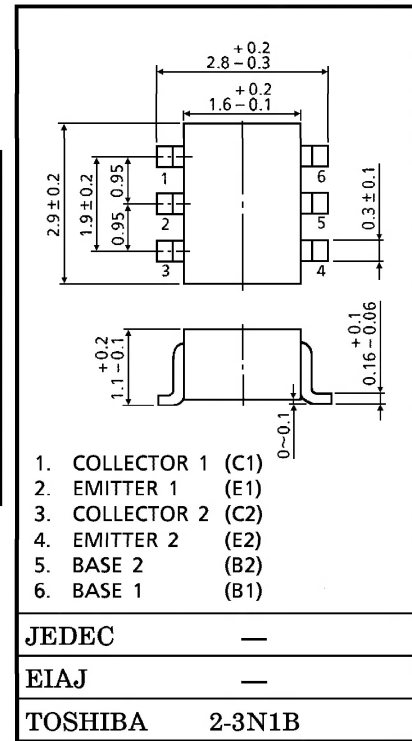 +0.2
2.8−0.3
+0.2
1.6−0.1
2.9±0.2
1.9±0.2
0.95
0.95
1
2
3
6
5
4
0.3±0.1
+0.2
1.1−0.1
+0.1
0.16−0.06
0~0.1
1. COLLECTOR 1 (C1)
2. EMITTER 1 (E1)
3. COLLECTOR 2 (C2)
4. EMITTER 2 (E2)
5. BASE 2 (B2)
6. BASE 1 (B1)
JEDEC —
EIAJ —
TOSHIBA 2-3N1B